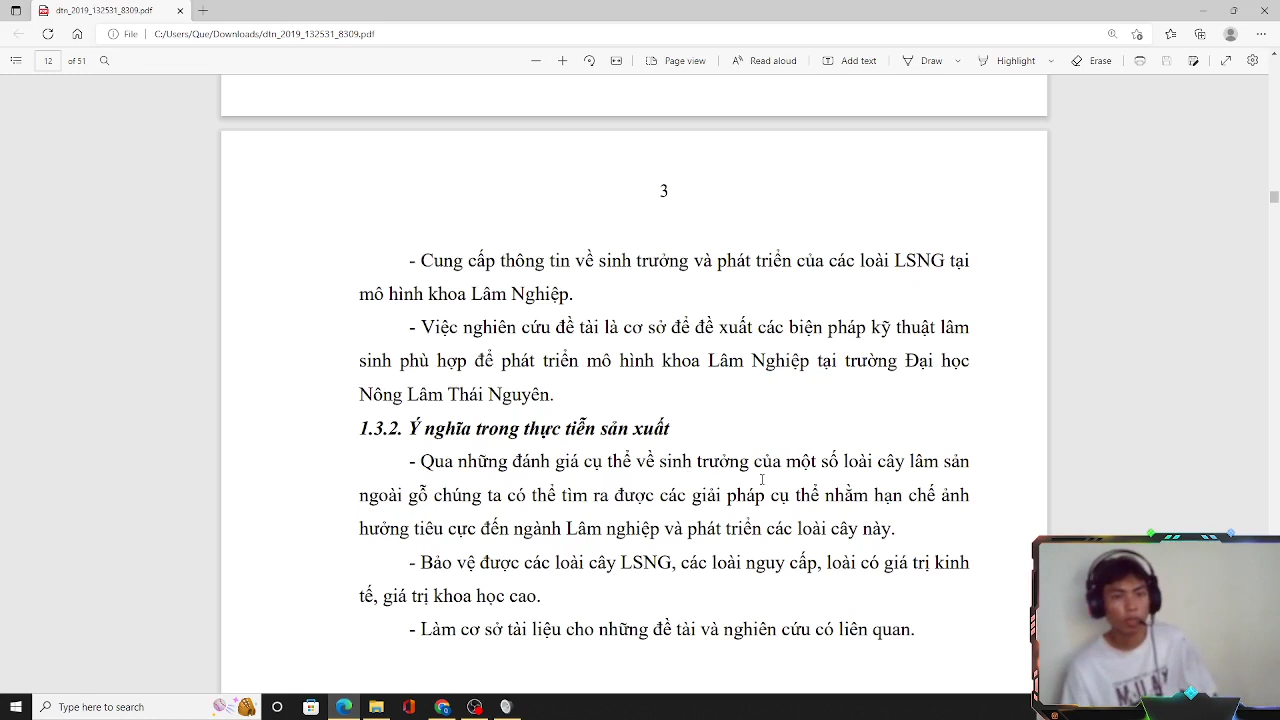 dtn_2019_132531_8309.pdf
File C:/Users/Que/Downloads/dtn_2019_132531_8309.pdf
12 of 51 Page view Read aloud Add text Draw Highlight Erase
3
- Cung cấp thông tin về sinh trưởng và phát triển của các loài LSNG tại
mô hình khoa Lâm Nghiệp.
- Việc nghiên cứu đề tài là cơ sở để đề xuất các biện pháp kỹ thuật lâm
sinh phù hợp để phát triển mô hình khoa Lâm Nghiệp tại trường Đại học
Nông Lâm Thái Nguyên.
1.3.2. Ý nghĩa trong thực tiễn sản xuất
- Qua những đánh giá cụ thể về sinh trưởng của một số loài cây lâm sản
ngoài gỗ chúng ta có thể tìm ra được các giải pháp cụ thể nhằm hạn chế ảnh
hưởng tiêu cực đến ngành Lâm nghiệp và phát triển các loài cây này.
- Bảo vệ được các loài cây LSNG, các loài nguy cấp, loài có giá trị kinh
tế, giá trị khoa học cao.
- Làm cơ sở tài liệu cho những đề tài và nghiên cứu có liên quan.
Type here to search